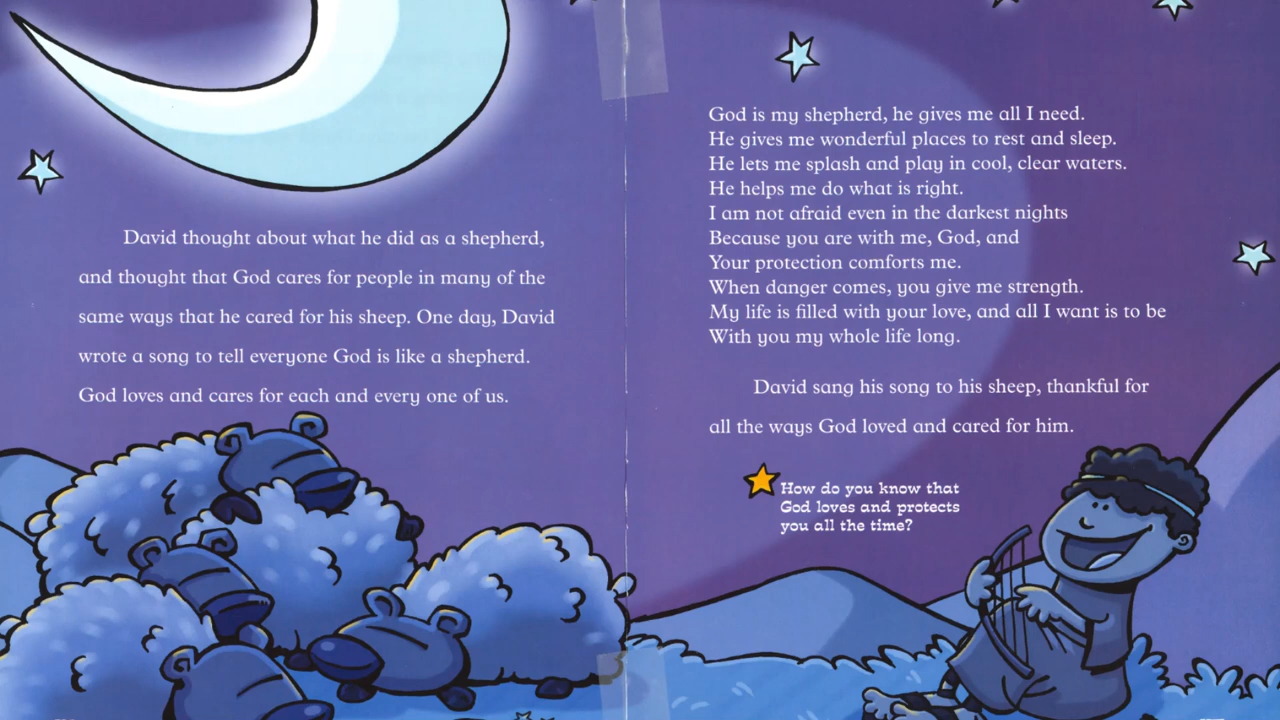 David thought about what he did as a shepherd,
and thought that God cares for people in many of the
same ways that he cared for his sheep. One day, David
wrote a song to tell everyone God is like a shepherd.
God loves and cares for each and every one of us.
God is my shepherd, he gives me all I need.
He gives me wonderful places to rest and sleep.
He lets me splash and play in cool, clear waters.
He helps me do what is right.
I am not afraid even in the darkest nights
Because you are with me, God, and
Your protection comforts me.
When danger comes, you give me strength.
My life is filled with your love, and all I want is to be
With you my whole life long.
David sang his song to his sheep, thankful for
all the ways God loved and cared for him.
How do you know that
God loves and protects
you all the time?